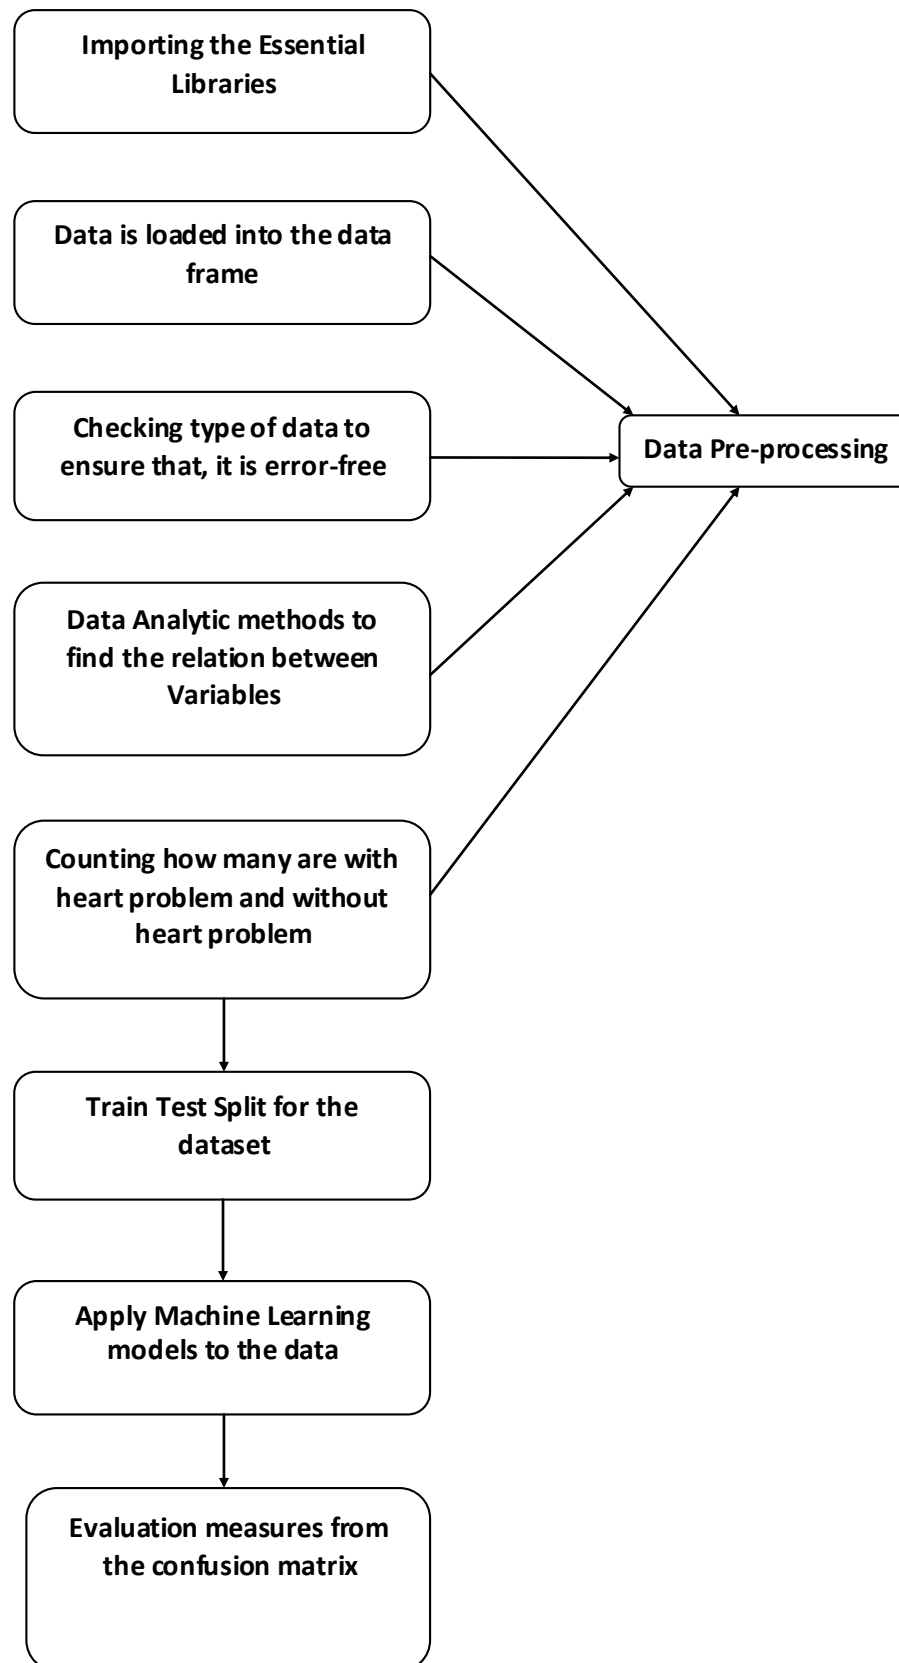 Importing the Essential
Libraries
Data is loaded into the data
frame
Checking type of data to
ensure that, it is error-free
Data Pre-processing
Data Analytic methods to
find the relation between
Variables
Counting how many are with
heart problem and without
heart problem
Train Test Split for the
dataset
Apply Machine Learning
models to the data
Evaluation measures from
the confusion matrix